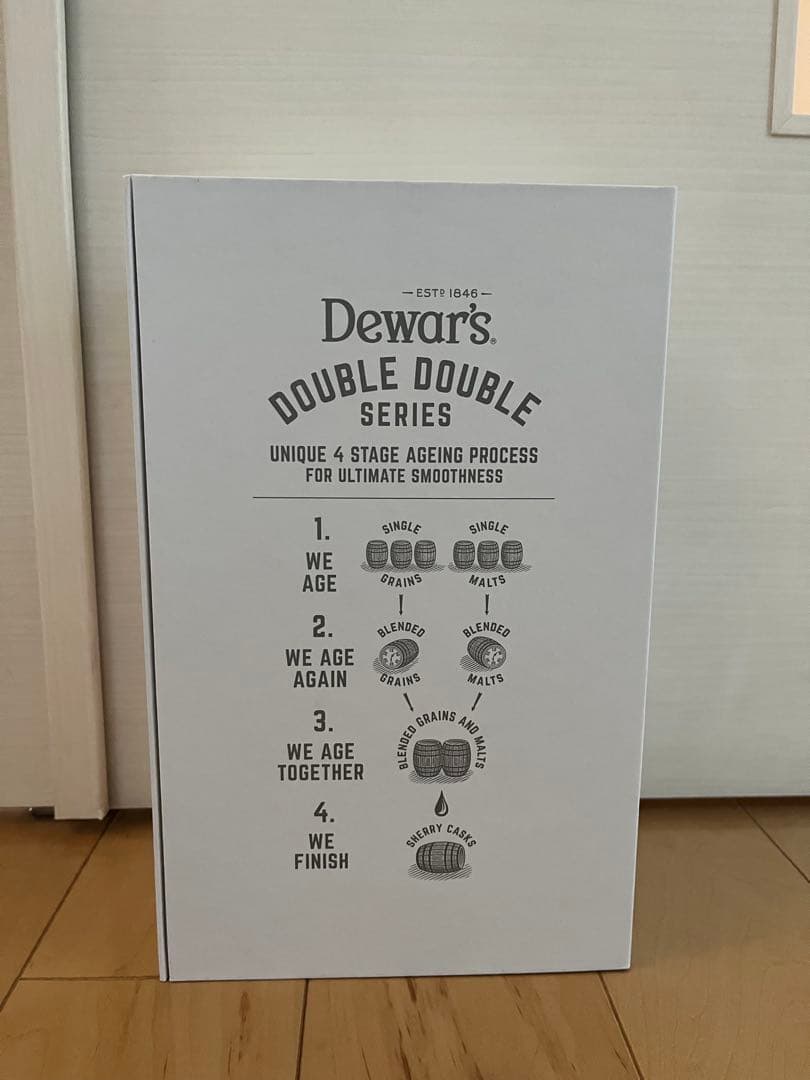 ESTD 1846
Dewar's®
DOUBLE DOUBLE
SERIES
UNIQUE 4 STAGE AGEING PROCESS
FOR ULTIMATE SMOOTHNESS
1.
WE
AGE
SINGLE
GRAINS
SINGLE
MALTS
2.
WE AGE
AGAIN
BLENDED
GRAINS
BLENDED
MALTS
3.
WE AGE
TOGETHER
BLENDED GRAINS AND MALTS
4.
WE
FINISH
SHERRY CASKS